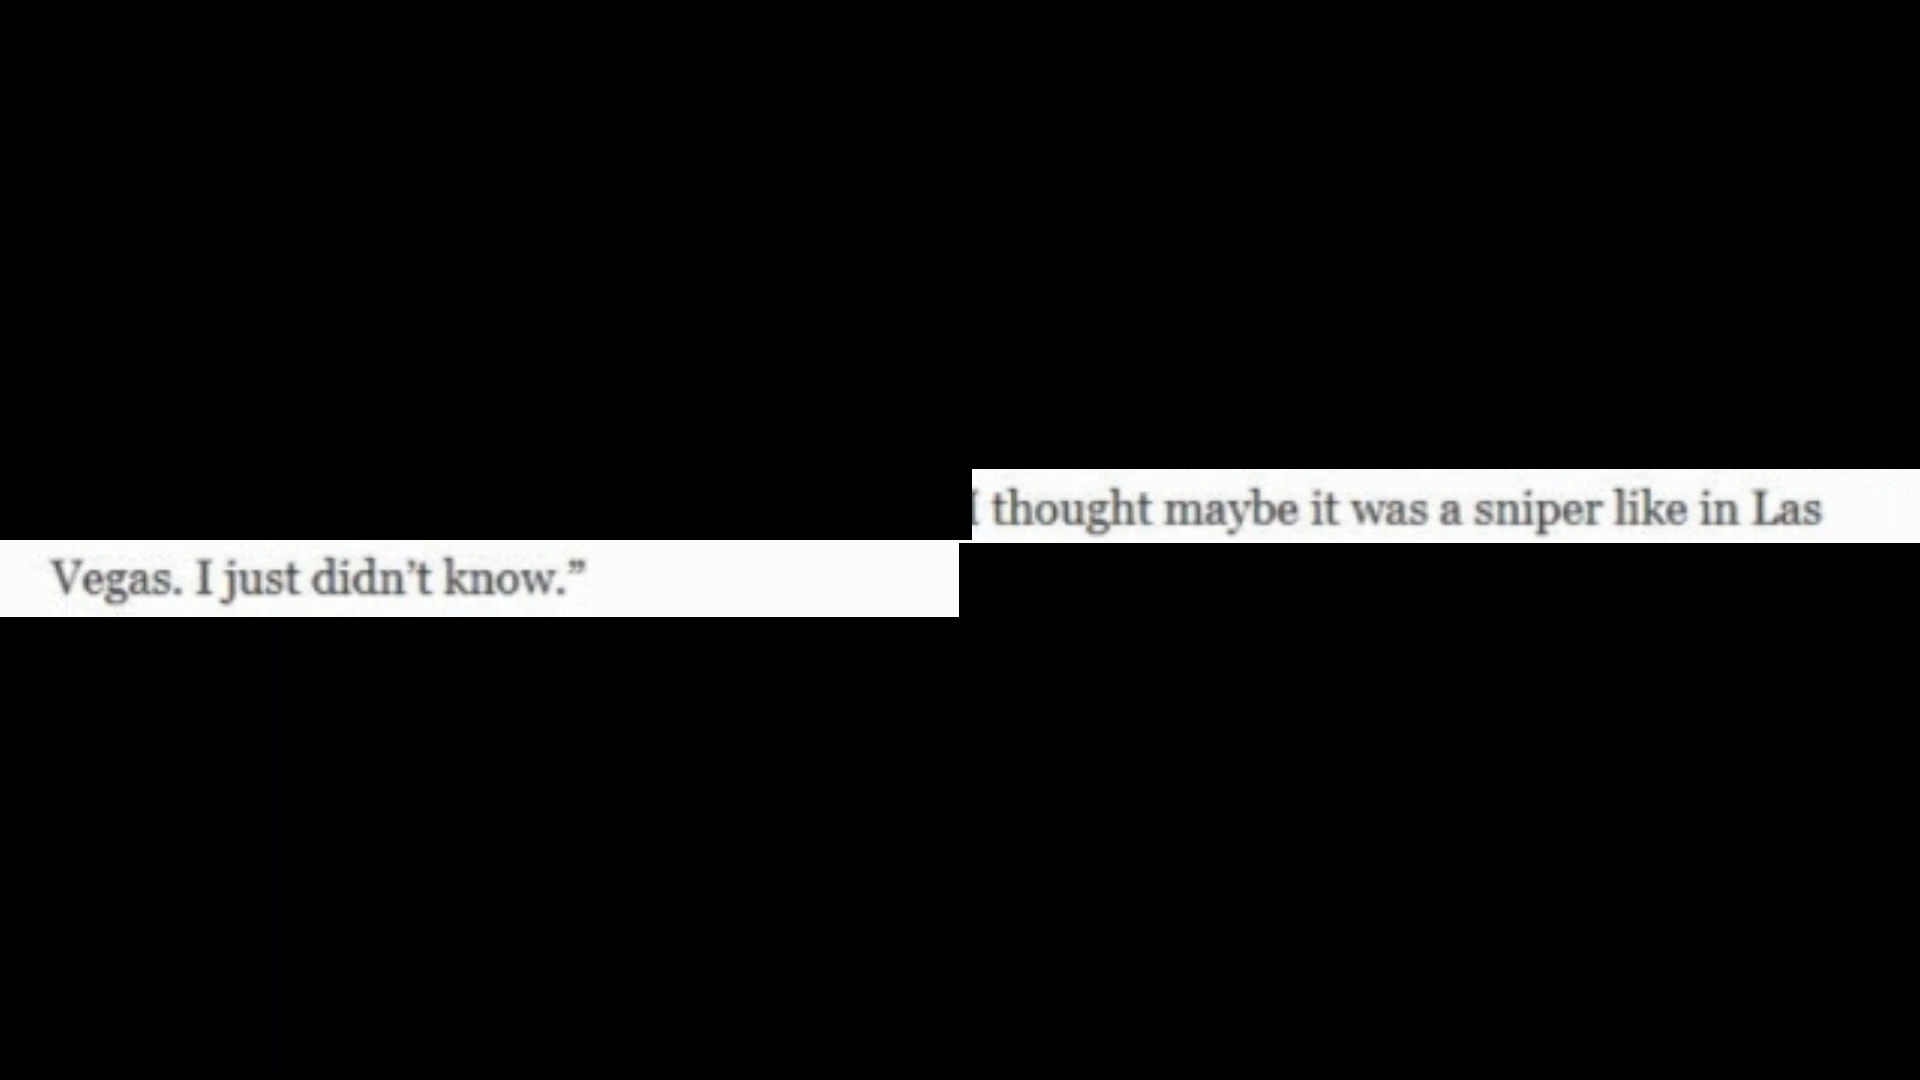 I thought maybe it was a sniper like in Las
Vegas. I just didn’t know.”